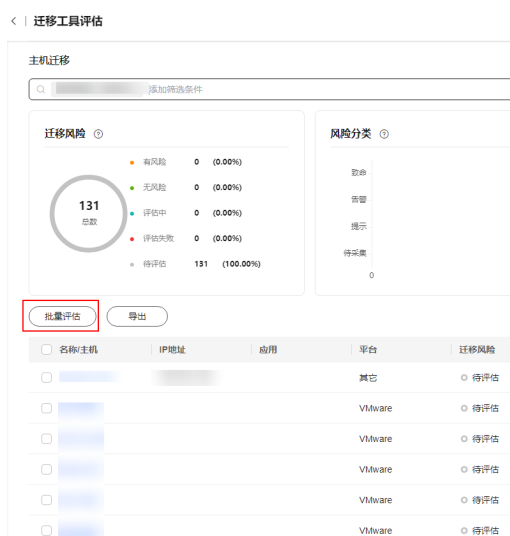 迁移工具评估
主机迁移
添加筛选条件
迁移风险
131
总数
有风险 0 (0.00%)
无风险 0 (0.00%)
评估中 0 (0.00%)
评估失败 0 (0.00%)
待评估 131 (100.00%)
风险分类
致命
告警
提示
待采集
0
批量评估 导出
名称/主机 IP地址 应用 平台 迁移风险
其它 待评估
VMware 待评估
VMware 待评估
VMware 待评估
VMware 待评估
VMware 待评估